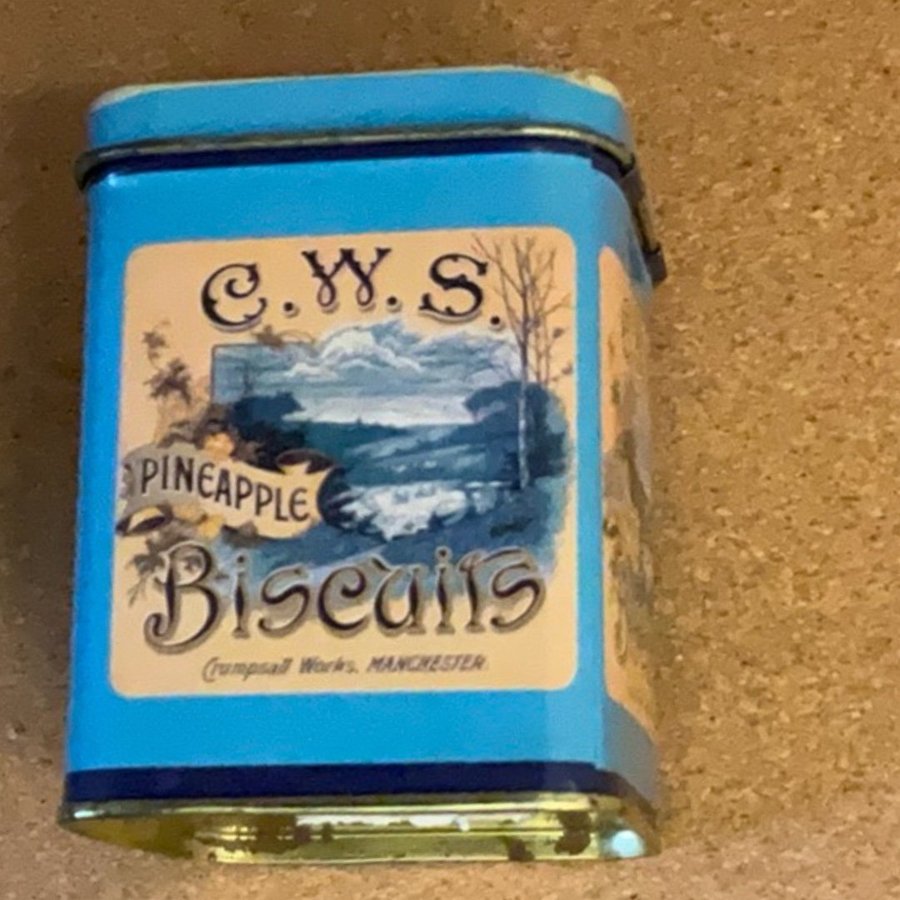 C.W.S.
PINEAPPLE
Biscuits
Crumpsall Works. MANCHESTER.